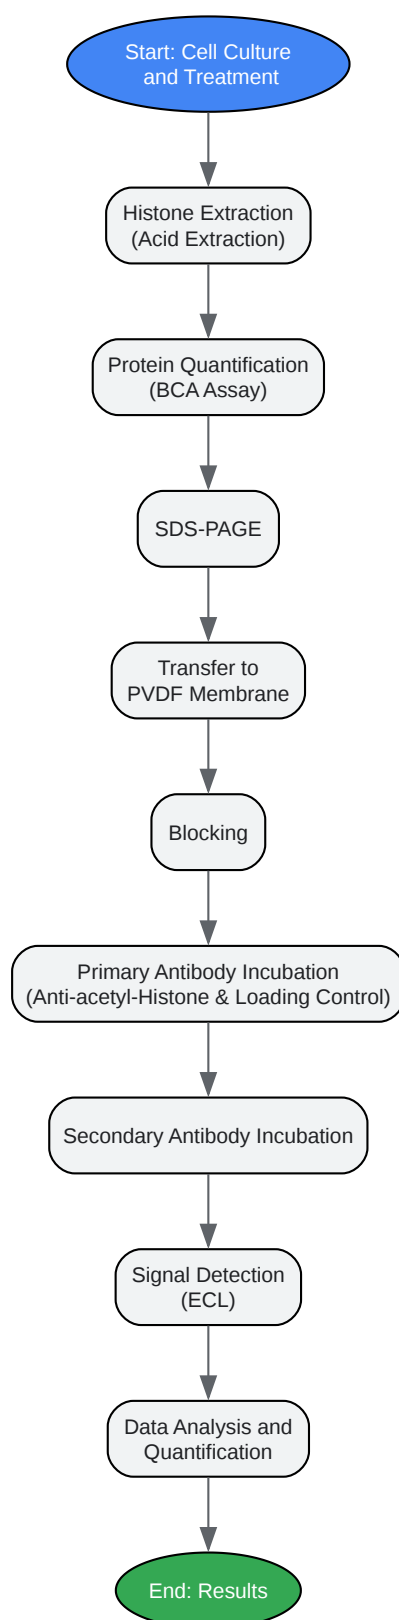 Start: Cell Culture
and Treatment
Histone Extraction
(Acid Extraction)
Protein Quantification
(BCA Assay)
SDS-PAGE
Transfer to
PVDF Membrane
Blocking
Primary Antibody Incubation
(Anti-acetyl-Histone & Loading Control)
Secondary Antibody Incubation
Signal Detection
(ECL)
Data Analysis and
Quantification
End: Results